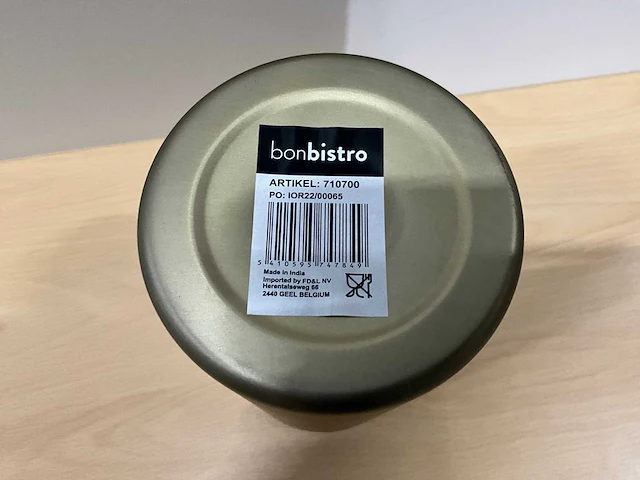 bonbistro
ARTIKEL: 710700
PO: IOR22/00065
5 410595 747849
Made in India
Imported by FD&L NV
Herentalseweg 66
2440 GEEL BELGIUM